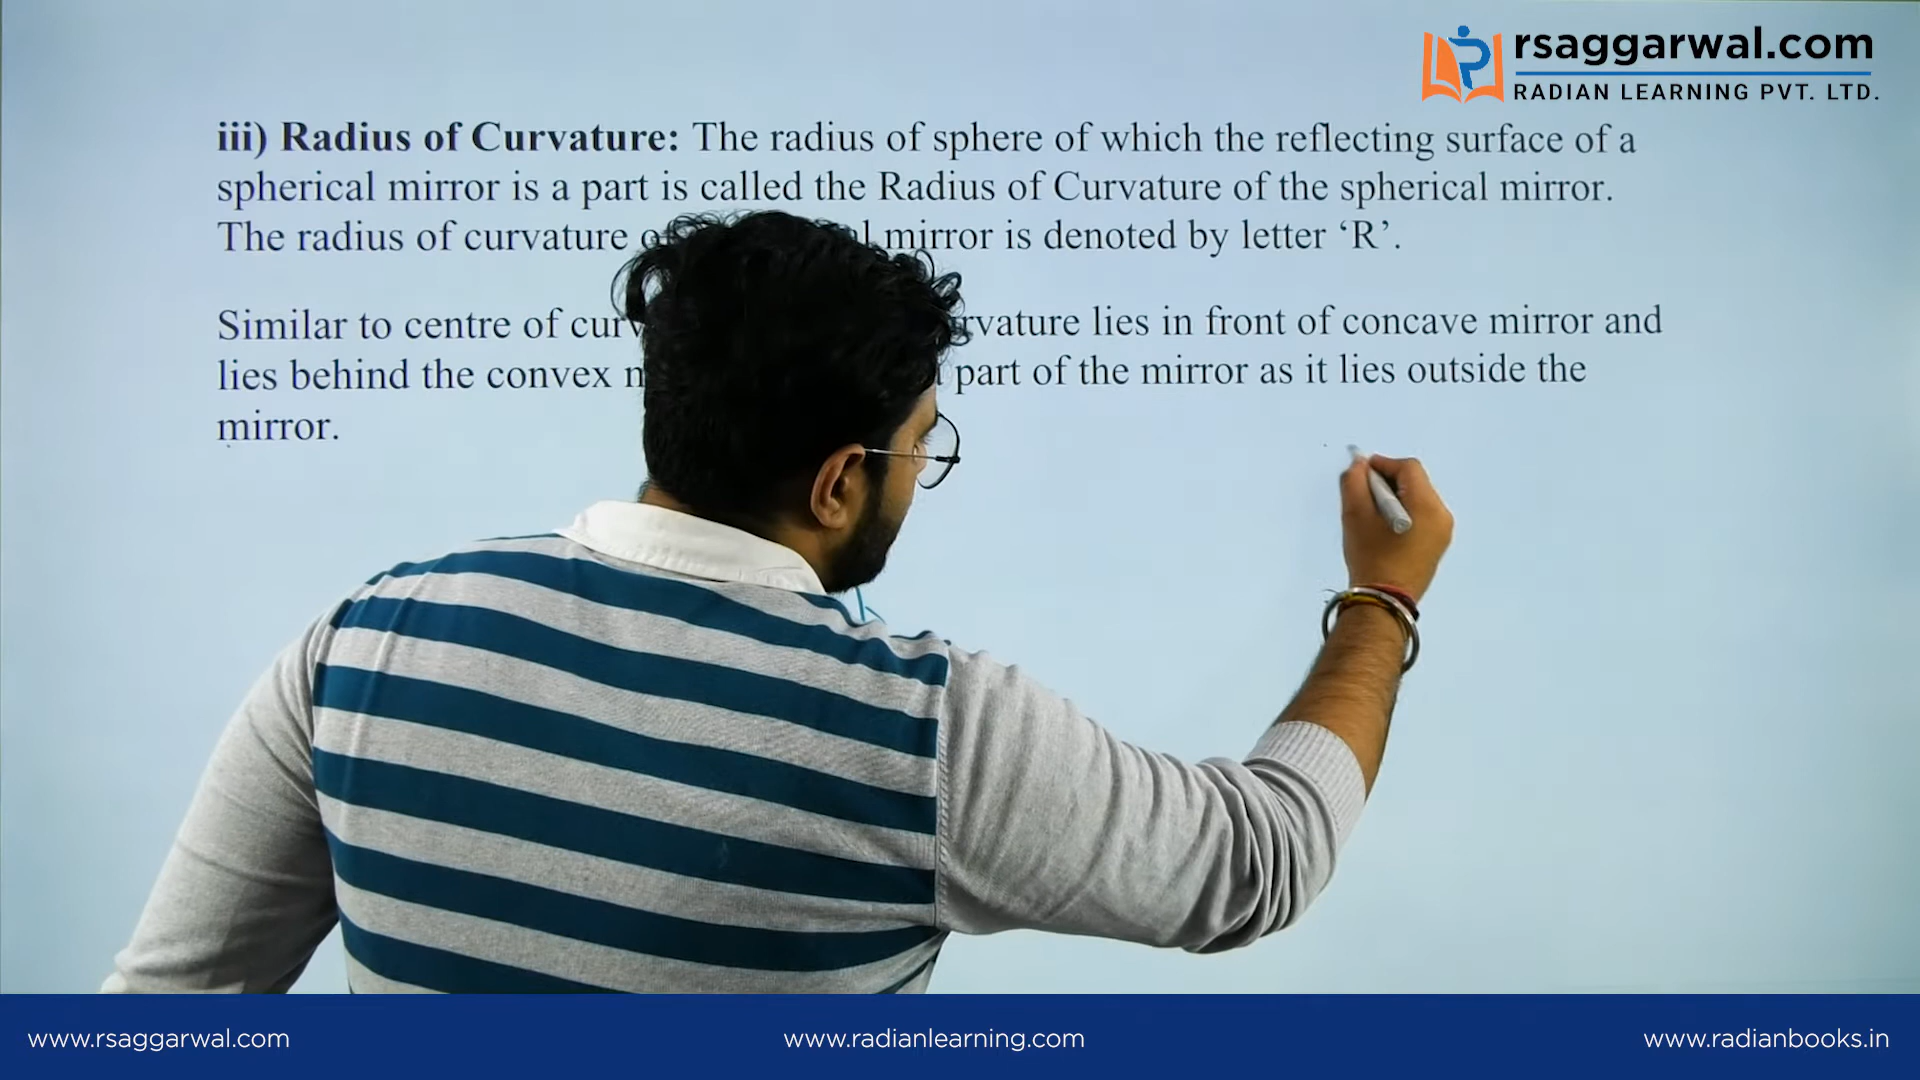 rsaggarwal.com
RADIAN LEARNING PVT. LTD.
iii) Radius of Curvature: The radius of sphere of which the reflecting surface of a
spherical mirror is a part is called the Radius of Curvature of the spherical mirror.
The radius of curvature mirror is denoted by letter ‘R’.
Similar to centre of lies in front of concave mirror and
lies behind the convex part of the mirror as it lies outside the
mirror.
www.rsaggarwal.com
www.radianlearning.com
www.radianbooks.in